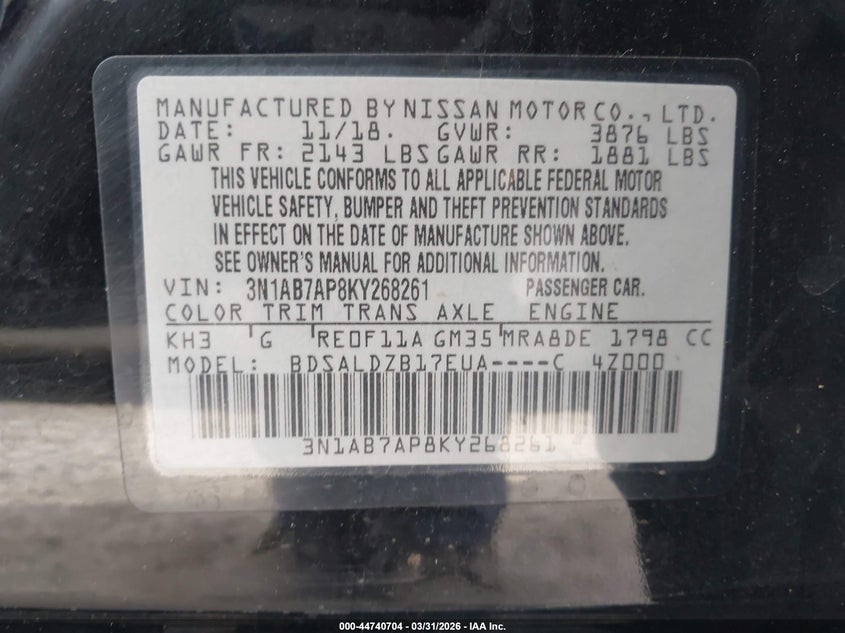 MANUFACTURED BY NISSAN MOTOR CO., LTD.
DATE: 11/18. GVWR: 3876 LBS
GAWR FR: 2143 LBS GAWR RR: 1881 LBS
THIS VEHICLE CONFORMS TO ALL APPLICABLE FEDERAL MOTOR
VEHICLE SAFETY, BUMPER AND THEFT PREVENTION STANDARDS
IN EFFECT ON THE DATE OF MANUFACTURE SHOWN ABOVE.
SEE OWNER'S MANUAL FOR ADDITIONAL INFORMATION.
VIN: 3N1AB7AP8KY268261 PASSENGER CAR.
COLOR TRIM TRANS AXLE ENGINE
KH3 G RE0F11A GM35 MRA8DE 1798 CC
MODEL: BDSALDZB17EUA----C 4Z000
3N1AB7AP8KY268261
000-44740704 — 03/31/2026 — IAA Inc.